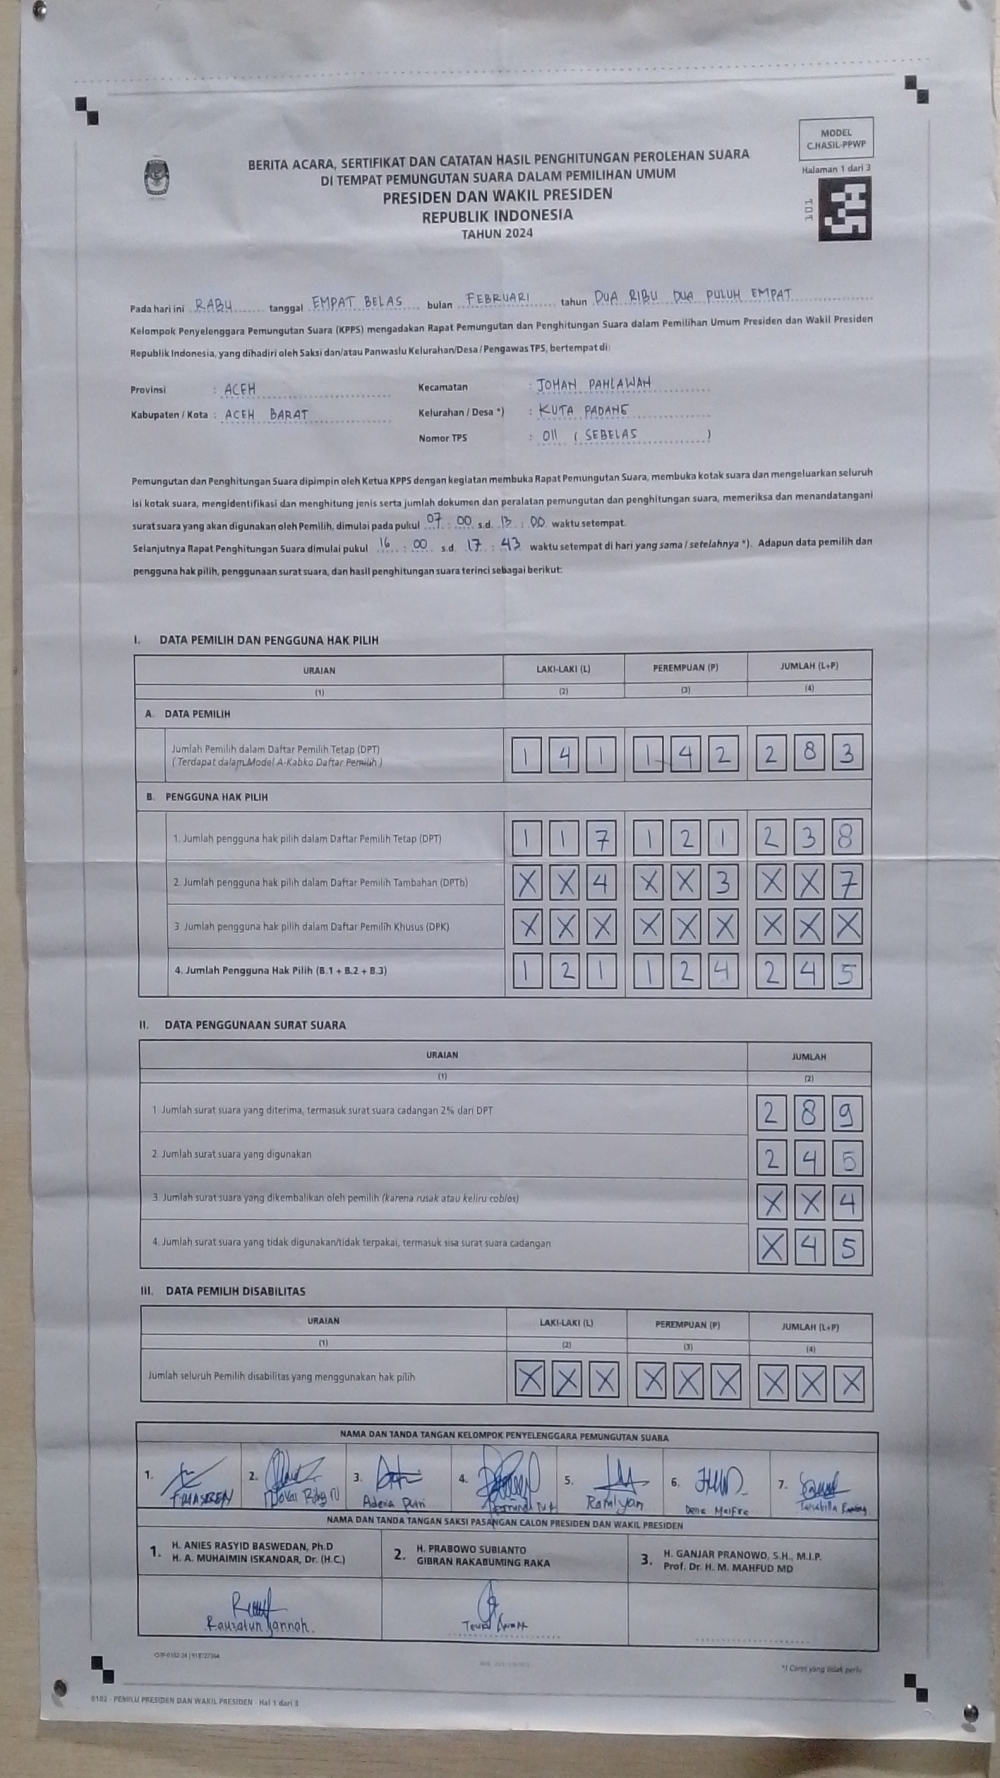 MODEL
C.HASIL-PPWP
Halaman 1 dari 3
101
BERITA ACARA, SERTIFIKAT DAN CATATAN HASIL PENGHITUNGAN PEROLEHAN SUARA
DI TEMPAT PEMUNGUTAN SUARA DALAM PEMILIHAN UMUM
PRESIDEN DAN WAKIL PRESIDEN
REPUBLIK INDONESIA
TAHUN 2024
Pada hari ini RABU tanggal EMPAT BELAS bulan FEBRUARI tahun DUA RIBU DUA PULUH EMPAT
Kelompok Penyelenggara Pemungutan Suara (KPPS) mengadakan Rapat Pemungutan dan Penghitungan Suara dalam Pemilihan Umum Presiden dan Wakil Presiden
Republik Indonesia, yang dihadiri oleh Saksi dan/atau Panwaslu Kelurahan/Desa / Pengawas TPS, bertempat di:
Provinsi : ACEH Kecamatan : JOHAN PAHLAWAN
Kabupaten / Kota : ACEH BARAT Kelurahan / Desa *) : KUTA PADANG
Nomor TPS : 011 ( SEBELAS )
Pemungutan dan Penghitungan Suara dipimpin oleh Ketua KPPS dengan kegiatan membuka Rapat Pemungutan Suara, membuka kotak suara dan mengeluarkan seluruh
isi kotak suara, mengidentifikasi dan menghitung jenis serta jumlah dokumen dan peralatan pemungutan dan penghitungan suara, memeriksa dan menandatangani
surat suara yang akan digunakan oleh Pemilih, dimulai pada pukul 07 : 00 s.d. 13 : 00 waktu setempat.
Selanjutnya Rapat Penghitungan Suara dimulai pukul 16 : 00 s.d. 17 : 43 waktu setempat di hari yang sama / setelahnya *). Adapun data pemilih dan
pengguna hak pilih, penggunaan surat suara, dan hasil penghitungan suara terinci sebagai berikut:
I. DATA PEMILIH DAN PENGGUNA HAK PILIH
URAIAN LAKI-LAKI (L) PEREMPUAN (P) JUMLAH (L+P)
(1) (2) (3) (4)
A. DATA PEMILIH
Jumlah Pemilih dalam Daftar Pemilih Tetap (DPT) 1 4 1 1 4 2 2 8 3
( Terdapat dalam Model A-Kabko Daftar Pemilih )
B. PENGGUNA HAK PILIH
1. Jumlah pengguna hak pilih dalam Daftar Pemilih Tetap (DPT) 1 1 7 1 2 1 2 3 8
2. Jumlah pengguna hak pilih dalam Daftar Pemilih Tambahan (DPTb) X X 4 X X 3 X X 7
3. Jumlah pengguna hak pilih dalam Daftar Pemilih Khusus (DPK) X X X X X X X X X
4. Jumlah Pengguna Hak Pilih (B.1 + B.2 + B.3) 1 2 1 1 2 4 2 4 5
II. DATA PENGGUNAAN SURAT SUARA
URAIAN JUMLAH
(1) (2)
1. Jumlah surat suara yang diterima, termasuk surat suara cadangan 2% dari DPT 2 8 9
2. Jumlah surat suara yang digunakan 2 4 5
3. Jumlah surat suara yang dikembalikan oleh pemilih (karena rusak atau keliru coblos) X X 4
4. Jumlah surat suara yang tidak digunakan/tidak terpakai, termasuk sisa surat suara cadangan X 4 5
III. DATA PEMILIH DISABILITAS
URAIAN LAKI-LAKI (L) PEREMPUAN (P) JUMLAH (L+P)
(1) (2) (3) (4)
Jumlah seluruh Pemilih disabilitas yang menggunakan hak pilih X X X X X X X X X
NAMA DAN TANDA TANGAN KELOMPOK PENYELENGGARA PEMUNGUTAN SUARA
1. 2. 3. 4. 5. 6. 7.
Adena Putri Ramlyan
NAMA DAN TANDA TANGAN SAKSI PASANGAN CALON PRESIDEN DAN WAKIL PRESIDEN
1. H. ANIES RASYID BASWEDAN, Ph.D
H. A. MUHAIMIN ISKANDAR, Dr. (H.C.)
2. H. PRABOWO SUBIANTO
GIBRAN RAKABUMING RAKA
3. H. GANJAR PRANOWO, S.H., M.I.P.
Prof. Dr. H. M. MAHFUD MD
Rauzatun Jannah.
*) Coret yang tidak perlu
0102 - PEMILU PRESIDEN DAN WAKIL PRESIDEN - Hal 1 dari 3